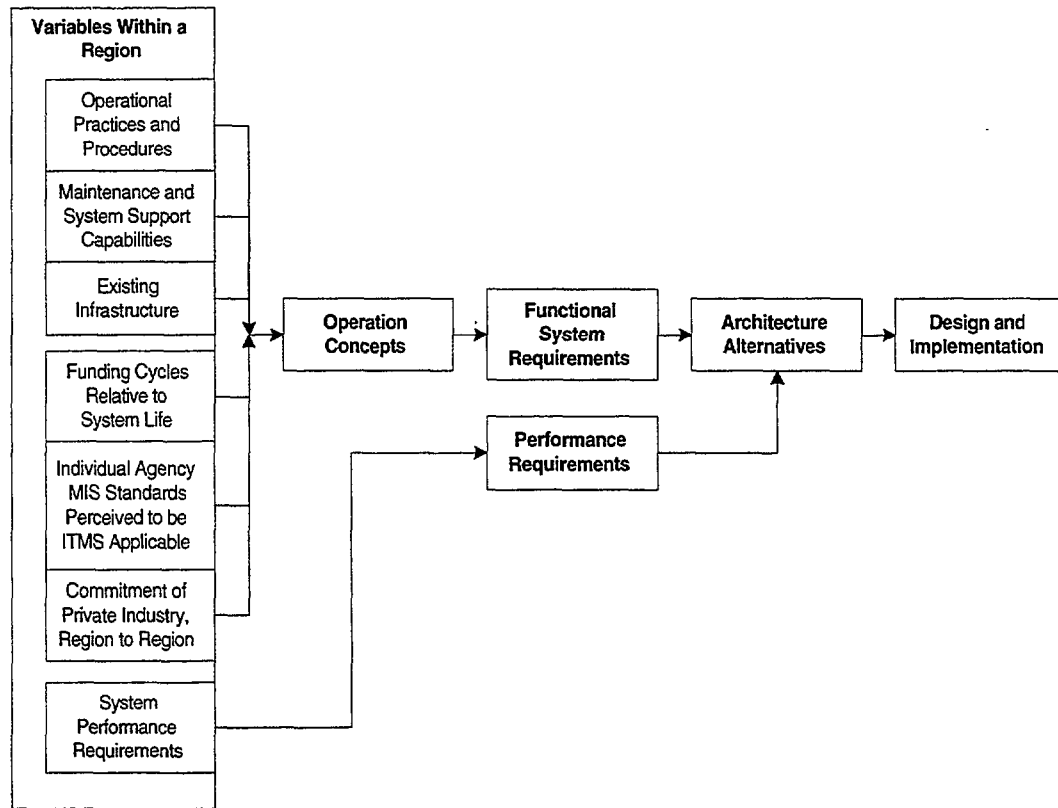 Variables Within a
Region
Operational
Practices and
Procedures
Maintenance and
System Support
Capabilities
Existing
Infrastructure
Funding Cycles
Relative to
System Life
Individual Agency
MIS Standards
Perceived to be
ITMS Applicable
Commitment of
Private Industry,
Region to Region
System
Performance
Requirements
Operation
Concepts
Functional
System
Requirements
Performance
Requirements
Architecture
Alternatives
Design and
Implementation